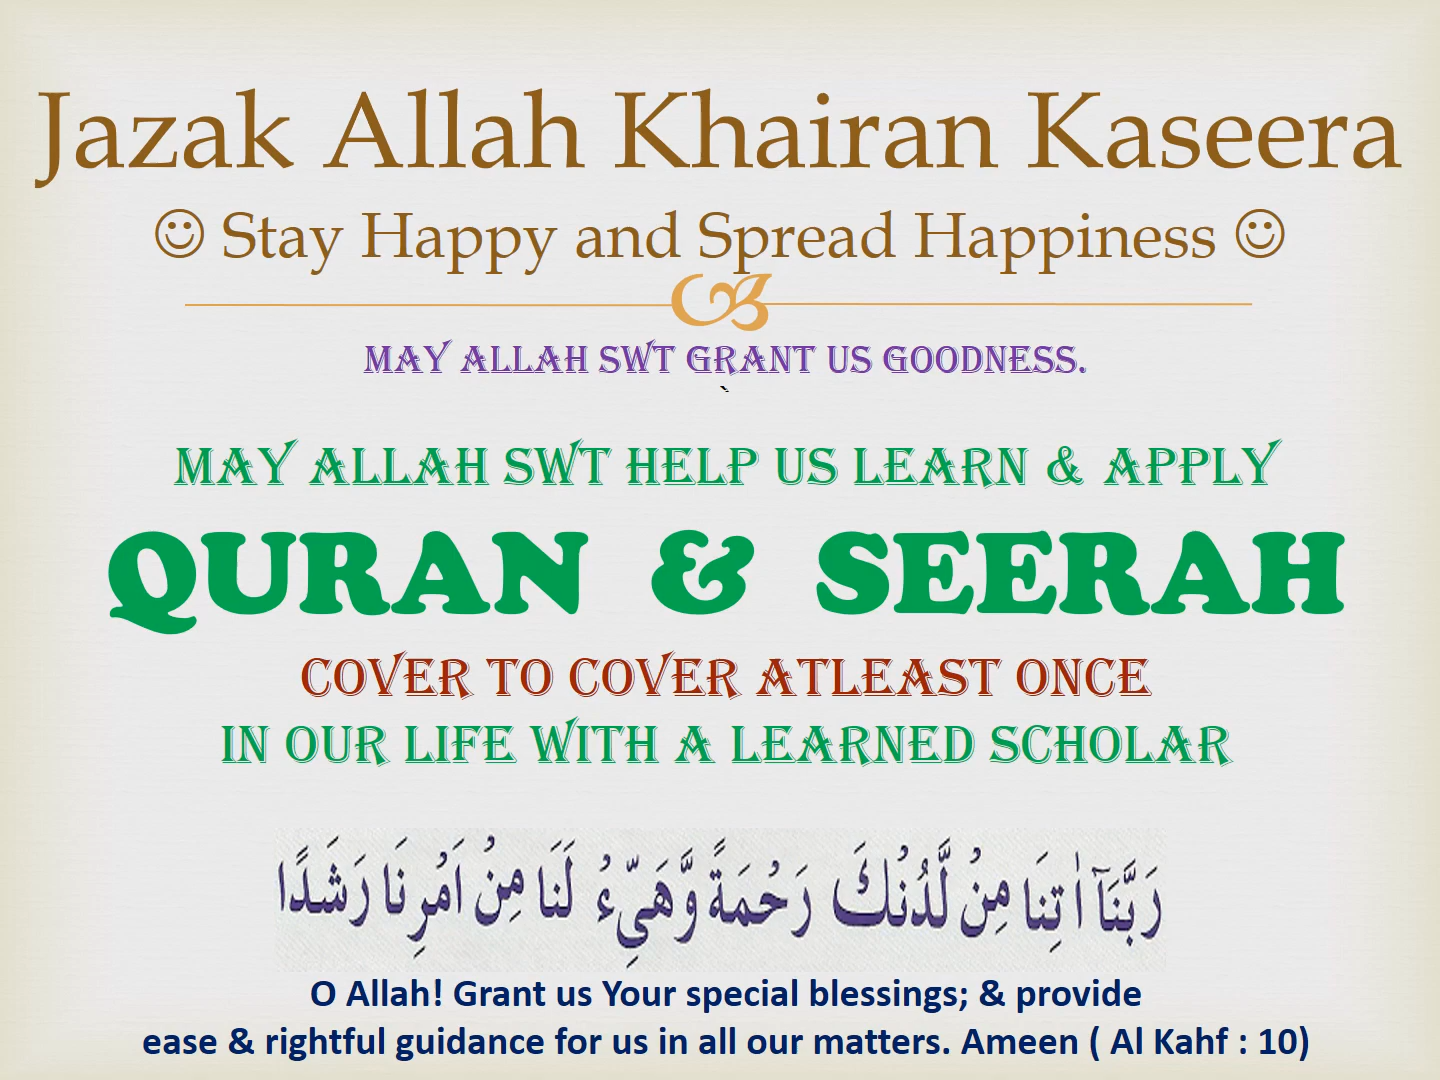 Jazak Allah Khairan Kaseera
☺ Stay Happy and Spread Happiness ☺
MAY ALLAH SWT GRANT US GOODNESS.
`
MAY ALLAH SWT HELP US LEARN & APPLY
QURAN & SEERAH
COVER TO COVER ATLEAST ONCE
IN OUR LIFE WITH A LEARNED SCHOLAR
رَبَّنَآ اٰتِنَا مِنْ لَّدُنْكَ رَحْمَةً وَّهَيِّئْ لَنَا مِنْ اَمْرِنَا رَشَدًا
O Allah! Grant us Your special blessings; & provide
ease & rightful guidance for us in all our matters. Ameen ( Al Kahf : 10)